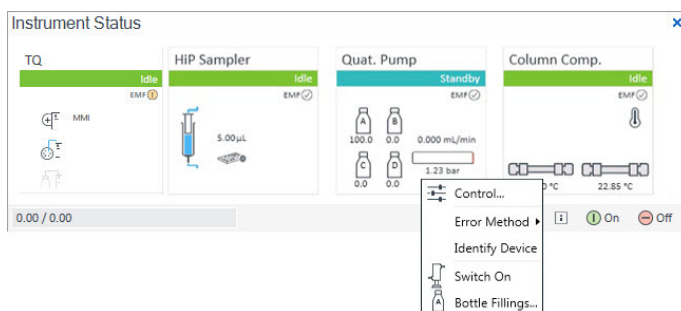 Instrument Status
TQ
Idle
EMF
MMI
HiP Sampler
Idle
EMF
5.00 µL
Quat. Pump
Standby
EMF
A B
100.0 0.0 0.000 mL/min
C D
1.23 bar
0.0 0.0
Column Comp.
Idle
EMF
°C 22.85 °C
0.00 / 0.00
On Off
Control...
Error Method
Identify Device
Switch On
A Bottle Fillings...